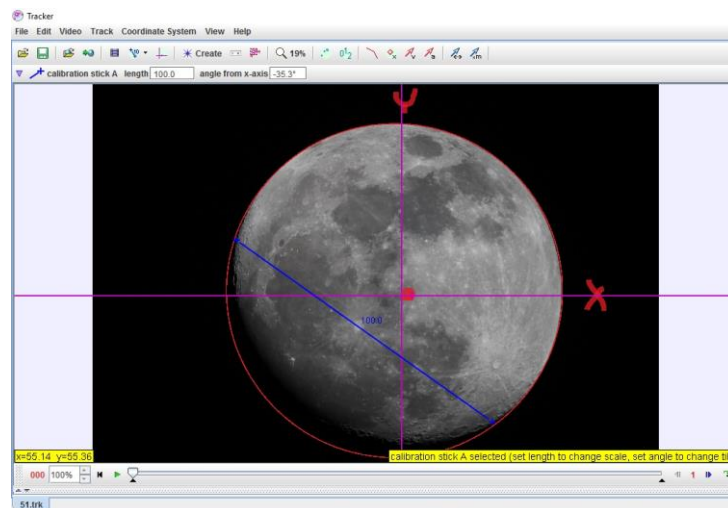 Tracker
File Edit Video Track Coordinate System View Help
Create 19%
calibration stick A length 100.0 angle from x-axis -35.3°
Y
X
100.0
x=55.14 y=55.36
calibration stick A selected (set length to change scale, set angle to change til
000 100% 1
51.trk